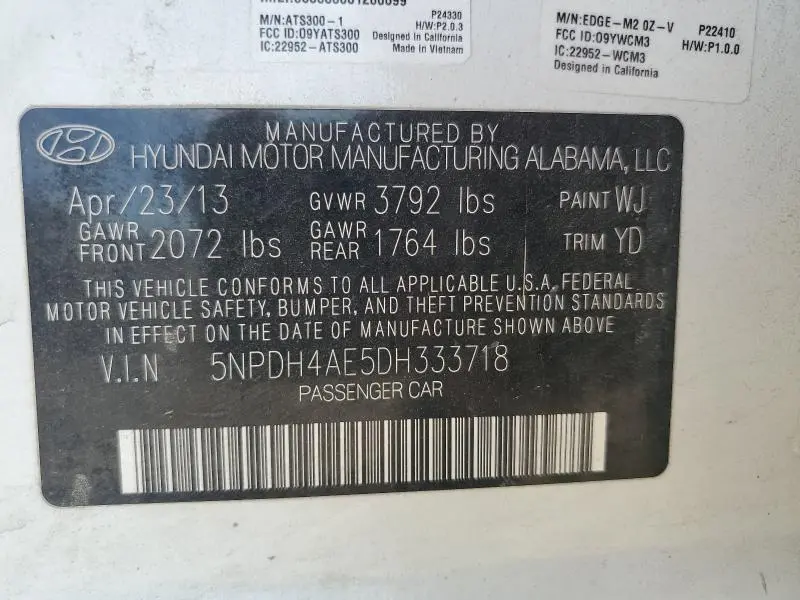 M/N:ATS300-1
P24330
FCC ID:O9YATS300
H/W:P2.0.3
IC:22952-ATS300
Designed in California
Made in Vietnam
M/N:EDGE-M2 0Z-V
P22410
FCC ID:O9YWCM3
H/W:P1.0.0
IC:22952-WCM3
Designed in California
MANUFACTURED BY
HYUNDAI MOTOR MANUFACTURING ALABAMA, LLC
Apr/23/13 GVWR 3792 lbs PAINT WJ
GAWR FRONT 2072 lbs GAWR REAR 1764 lbs TRIM YD
THIS VEHICLE CONFORMS TO ALL APPLICABLE U.S.A. FEDERAL
MOTOR VEHICLE SAFETY, BUMPER, AND THEFT PREVENTION STANDARDS
IN EFFECT ON THE DATE OF MANUFACTURE SHOWN ABOVE
V.I.N 5NPDH4AE5DH333718
PASSENGER CAR